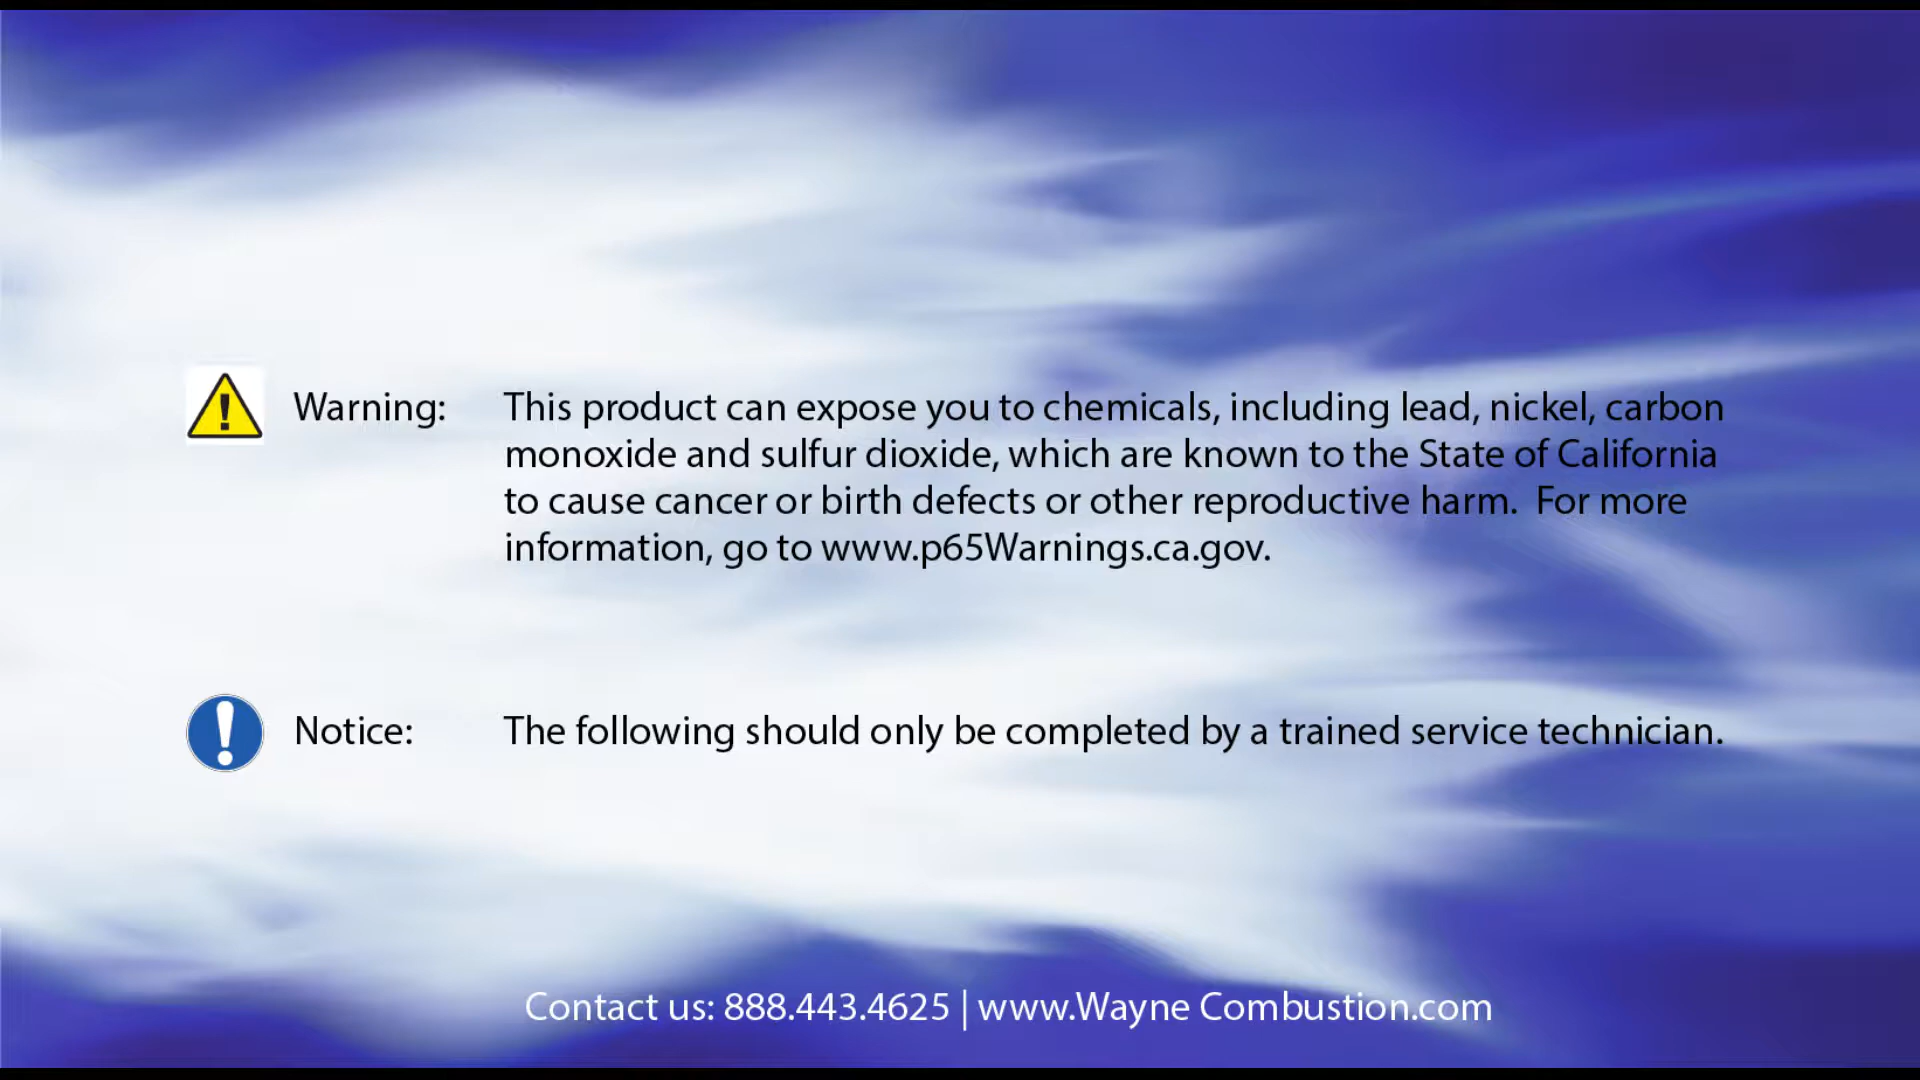 Warning: This product can expose you to chemicals, including lead, nickel, carbon
monoxide and sulfur dioxide, which are known to the State of California
to cause cancer or birth defects or other reproductive harm.  For more
information, go to www.p65Warnings.ca.gov.
Notice: The following should only be completed by a trained service technician.
Contact us: 888.443.4625 | www.Wayne Combustion.com